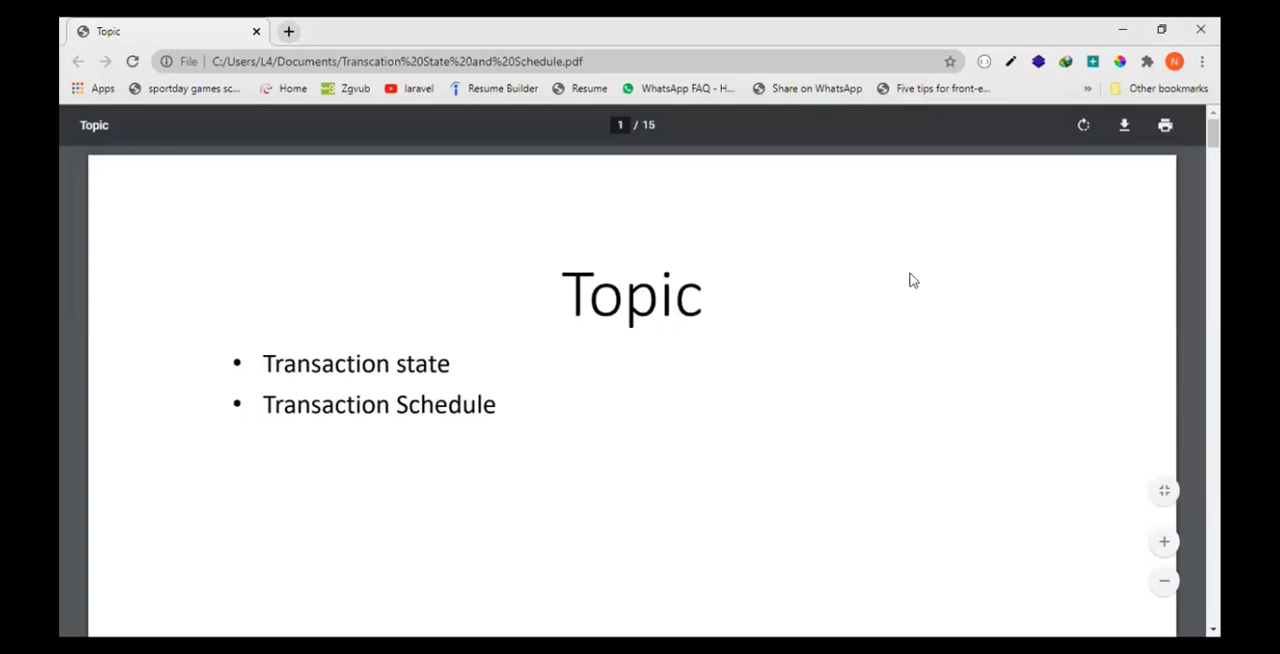 Topic
File C:/Users/L4/Documents/Transcation%20State%20and%20Schedule.pdf N
Apps sportday games sc... Home Zgvub laravel Resume Builder Resume WhatsApp FAQ - H... Share on WhatsApp Five tips for front-e... » Other bookmarks
Topic 1 / 15
Topic
• Transaction state
• Transaction Schedule